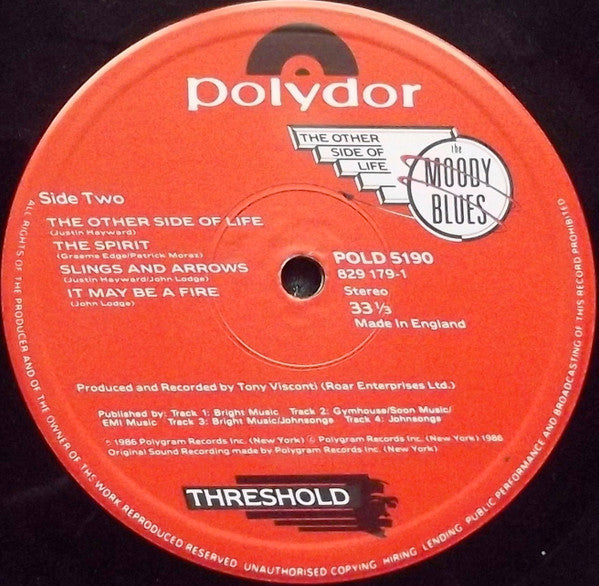 polydor
THE OTHER
SIDE OF
LIFE
the
MOODY
BLUES
Side Two
THE OTHER SIDE OF LIFE
(Justin Hayward)
THE SPIRIT
(Graeme Edge/Patrick Moraz)
SLINGS AND ARROWS
(Justin Hayward/John Lodge)
IT MAY BE A FIRE
(John Lodge)
POLD 5190
829 179-1
Stereo
33 1/3
Made In England
Produced and Recorded by Tony Visconti (Roar Enterprises Ltd.)
Published by: Track 1: Bright Music Track 2: Gymhouse/Soon Music/
EMI Music Track 3: Bright Music/Johnsongs Track 4: Johnsongs
℗ 1986 Polygram Records Inc. (New York) © Polygram Records Inc. (New York) 1986
Original Sound Recording made by Polygram Records Inc. (New York)
THRESHOLD
ALL RIGHTS OF THE PRODUCER AND OF THE OWNER OF THE WORK REPRODUCED RESERVED UNAUTHORISED COPYING HIRING LENDING PUBLIC PERFORMANCE AND BROADCASTING OF THIS RECORD PROHIBITED